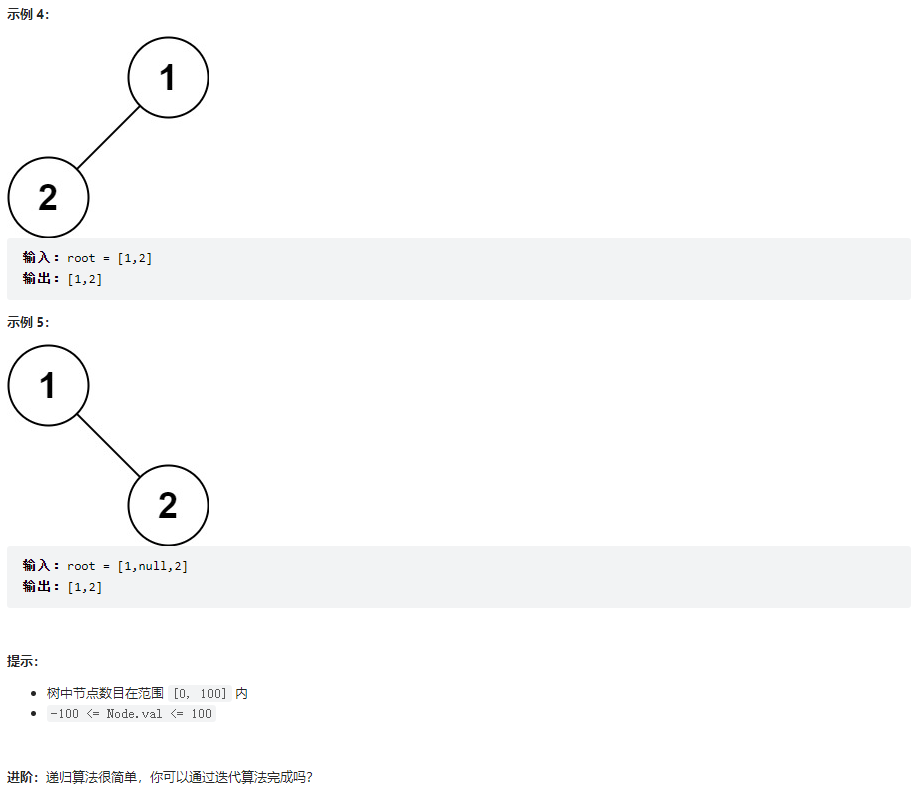 示例 4：
1
2
输入：root = [1,2]
输出：[1,2]
示例 5：
1
2
输入：root = [1,null,2]
输出：[1,2]
提示：
树中节点数目在范围 [0, 100] 内
-100 <= Node.val <= 100
进阶：递归算法很简单，你可以通过迭代算法完成吗？